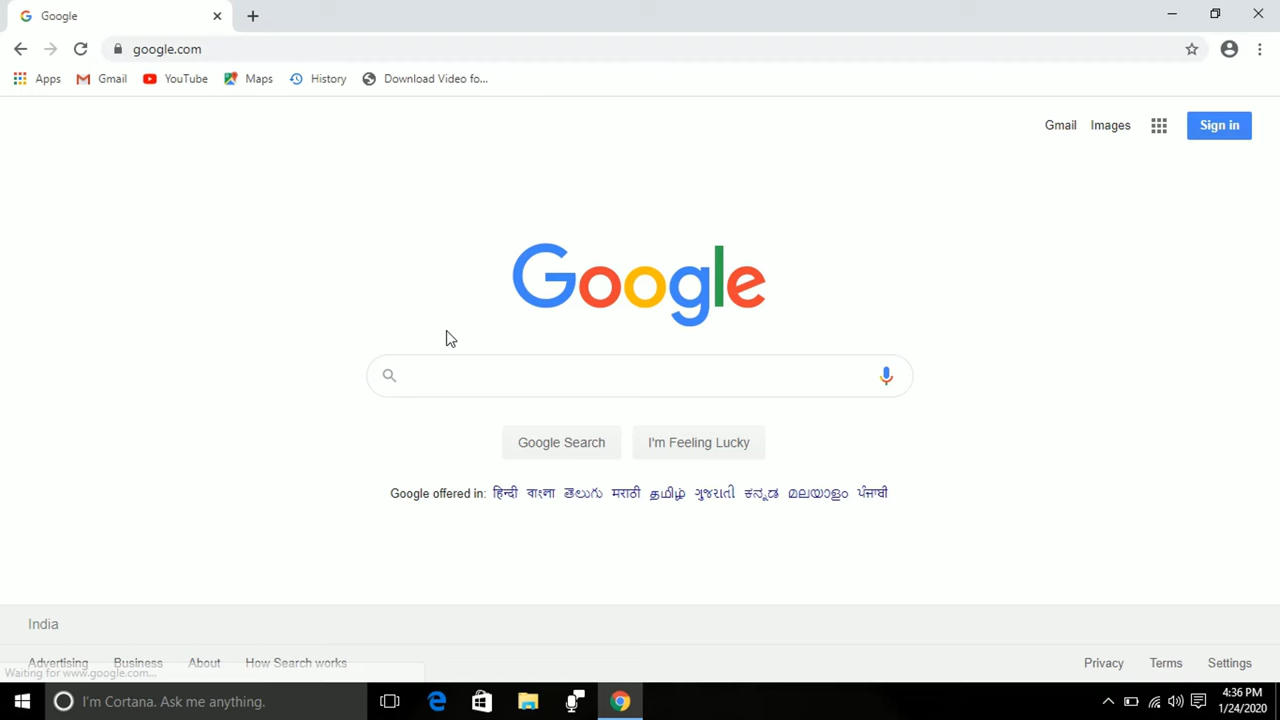 Google
google.com
Apps Gmail YouTube Maps History Download Video fo...
Gmail Images Sign in
Google
Google Search I'm Feeling Lucky
Google offered in: हिन्दी বাংলা తెలుగు मराठी தமிழ் ગુજરાતી ಕನ್ನಡ മലയാളം ਪੰਜਾਬੀ
India
Advertising Business About How Search works Privacy Terms Settings
Waiting for www.google.com...
I'm Cortana. Ask me anything.
4:36 PM
1/24/2020